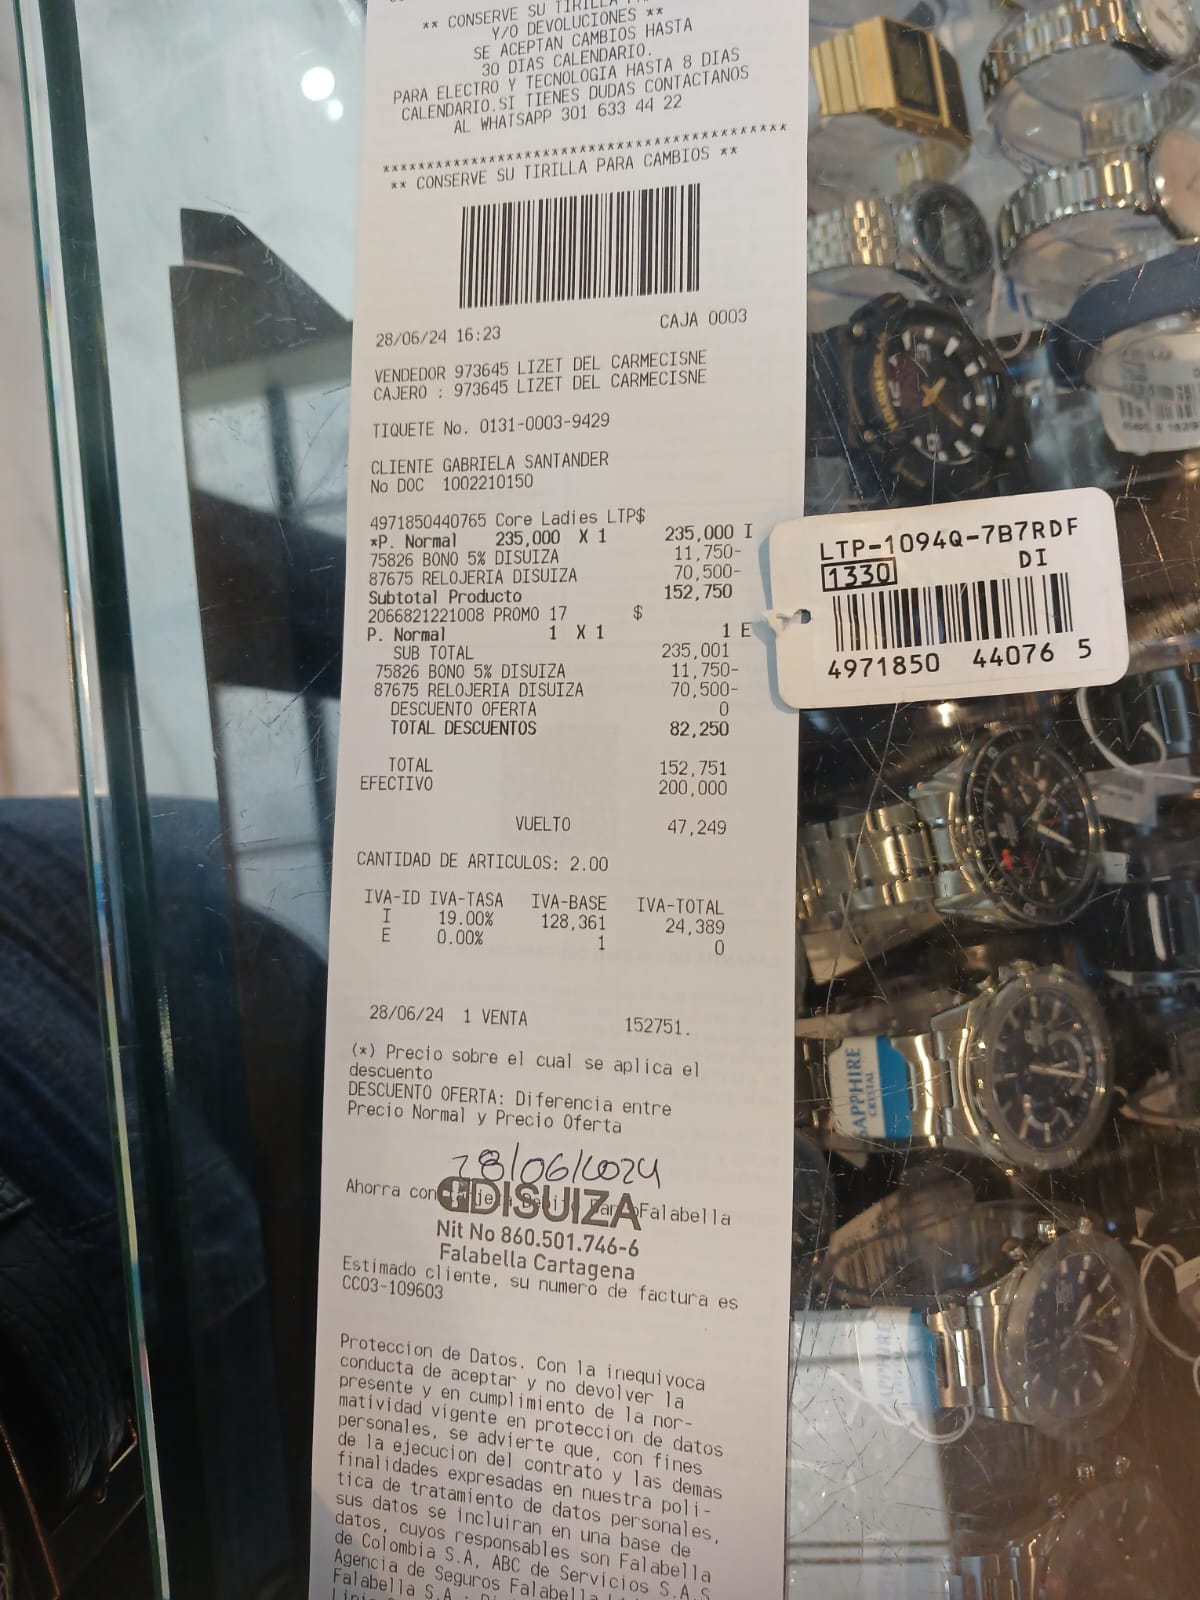 ** CONSERVE SU TIRILLA
Y/O DEVOLUCIONES **
SE ACEPTAN CAMBIOS HASTA
30 DIAS CALENDARIO.
PARA ELECTRO Y TECNOLOGIA HASTA 8 DIAS
CALENDARIO.SI TIENES DUDAS CONTACTANOS
AL WHATSAPP 301 633 44 22
******************************************
** CONSERVE SU TIRILLA PARA CAMBIOS **
28/06/24 16:23 CAJA 0003
VENDEDOR 973645 LIZET DEL CARMECISNE
CAJERO : 973645 LIZET DEL CARMECISNE
TIQUETE No. 0131-0003-9429
CLIENTE GABRIELA SANTANDER
No DOC 1002210150
4971850440765 Core Ladies LTP$
*P. Normal 235,000 X 1 235,000 I
75826 BONO 5% DISUIZA 11,750-
87675 RELOJERIA DISUIZA 70,500-
Subtotal Producto 152,750
2066821221008 PROMO 17 $
P. Normal 1 X 1 1 E
SUB TOTAL 235,001
75826 BONO 5% DISUIZA 11,750-
87675 RELOJERIA DISUIZA 70,500-
DESCUENTO OFERTA 0
TOTAL DESCUENTOS 82,250
TOTAL 152,751
EFECTIVO 200,000
VUELTO 47,249
CANTIDAD DE ARTICULOS: 2.00
IVA-ID IVA-TASA IVA-BASE IVA-TOTAL
I 19.00% 128,361 24,389
E 0.00% 1 0
28/06/24 1 VENTA 152751.
(*) Precio sobre el cual se aplica el
descuento
DESCUENTO OFERTA: Diferencia entre
Precio Normal y Precio Oferta
28/06/2024
Ahorra con Falabella
DISUIZA
Nit No 860.501.746-6
Falabella Cartagena
Estimado cliente, su numero de factura es
CC03-109603
Proteccion de Datos. Con la inequivoca
conducta de aceptar y no devolver la
presente y en cumplimiento de la nor-
matividad vigente en proteccion de datos
personales, se advierte que, con fines
de la ejecucion del contrato y las demas
finalidades expresadas en nuestra poli-
tica de tratamiento de datos personales,
sus datos se incluiran en una base de
datos, cuyos responsables son Falabella
de Colombia S.A, ABC de Servicios S.A.S
Agencia de Seguros Falabella
Falabella S.A.
LTP-1094Q-7B7RDF
1330 DI
4971850 44076 5
SAPPHIRE
CRYSTAL